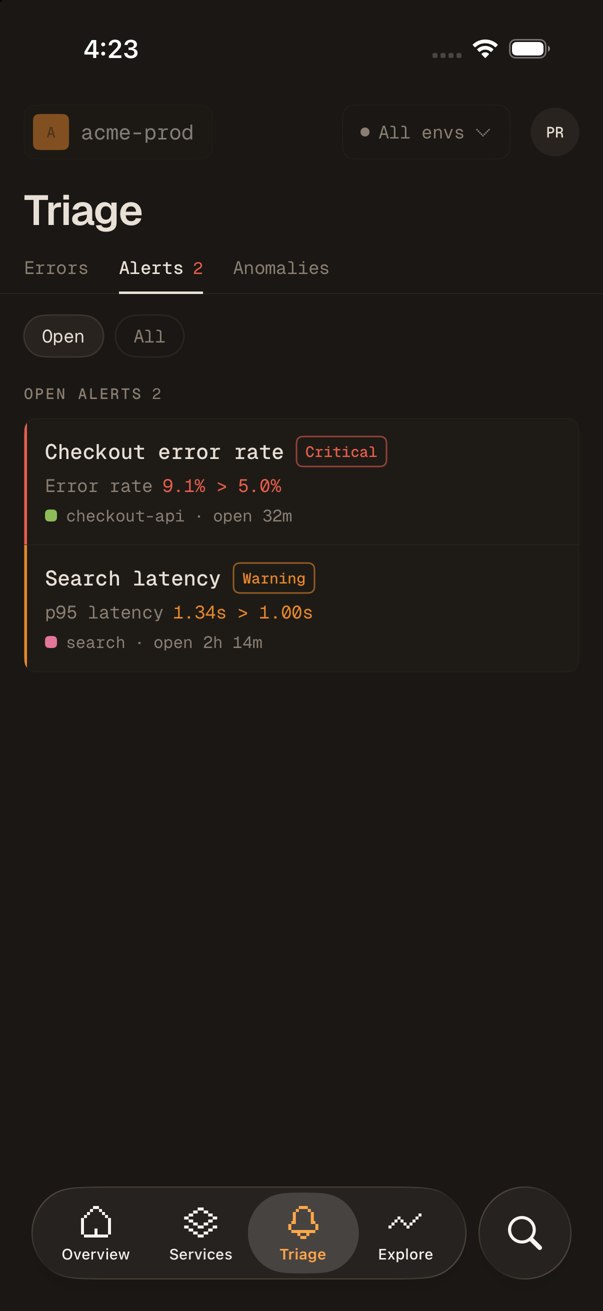 4:23
A acme-prod All envs PR
Triage
Errors Alerts 2 Anomalies
Open All
OPEN ALERTS 2
Checkout error rate Critical
Error rate 9.1% > 5.0%
checkout-api · open 32m
Search latency Warning
p95 latency 1.34s > 1.00s
search · open 2h 14m
Overview Services Triage Explore